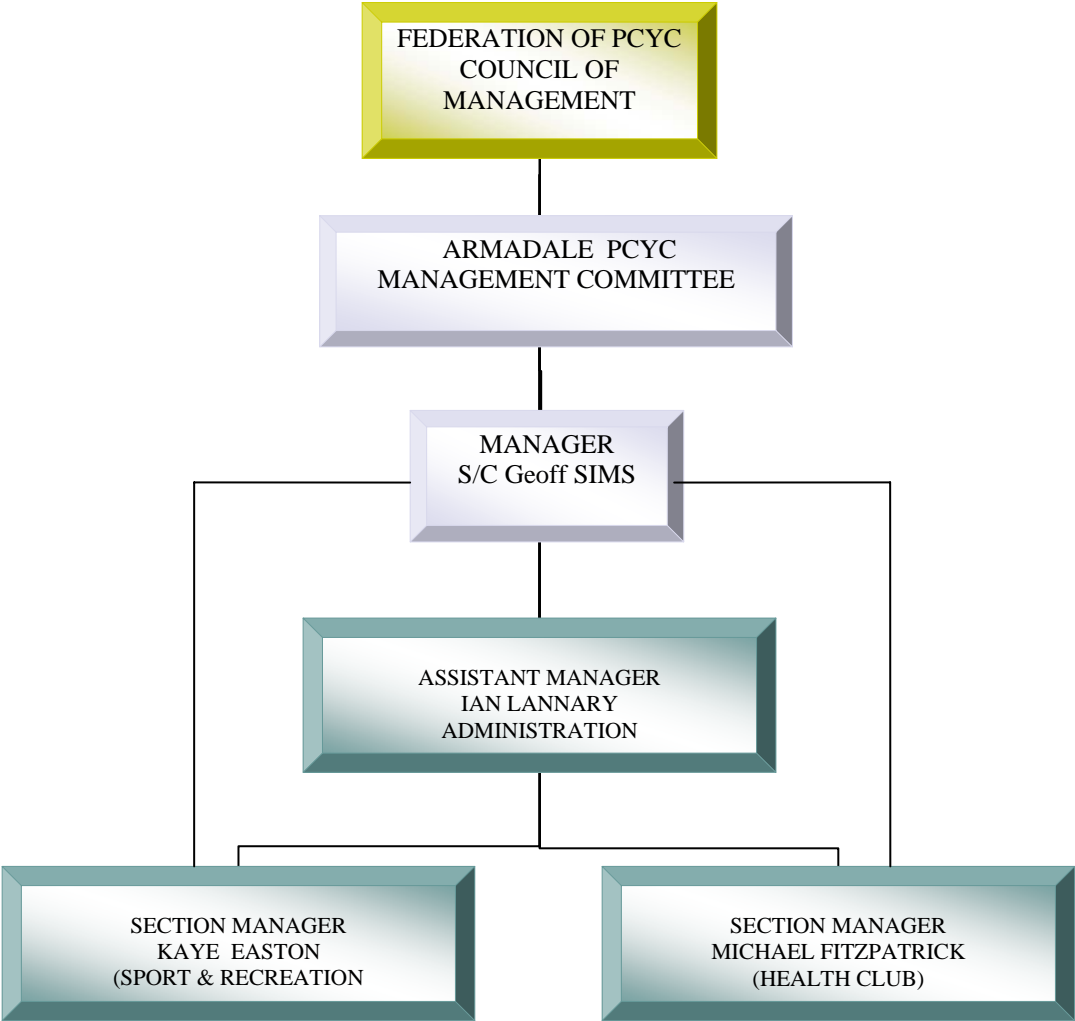 FEDERATION OF PCYC
COUNCIL OF
MANAGEMENT
ARMADALE PCYC
MANAGEMENT COMMITTEE
MANAGER
S/C Geoff SIMS
ASSISTANT MANAGER
IAN LANNARY
ADMINISTRATION
SECTION MANAGER
KAYE EASTON
(SPORT & RECREATION
SECTION MANAGER
MICHAEL FITZPATRICK
(HEALTH CLUB)